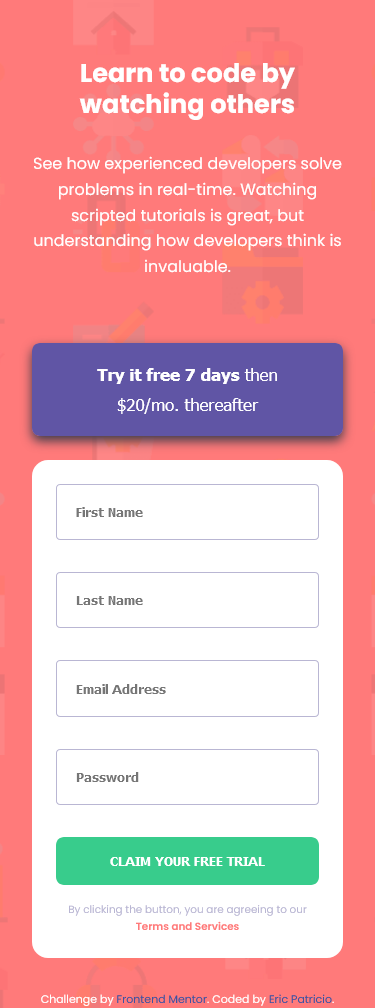 Learn to code by
watching others
See how experienced developers solve
problems in real-time. Watching
scripted tutorials is great, but
understanding how developers think is
invaluable.
Try it free 7 days then
$20/mo. thereafter
First Name
Last Name
Email Address
Password
CLAIM YOUR FREE TRIAL
By clicking the button, you are agreeing to our
Terms and Services
Challenge by Frontend Mentor. Coded by Eric Patricio.